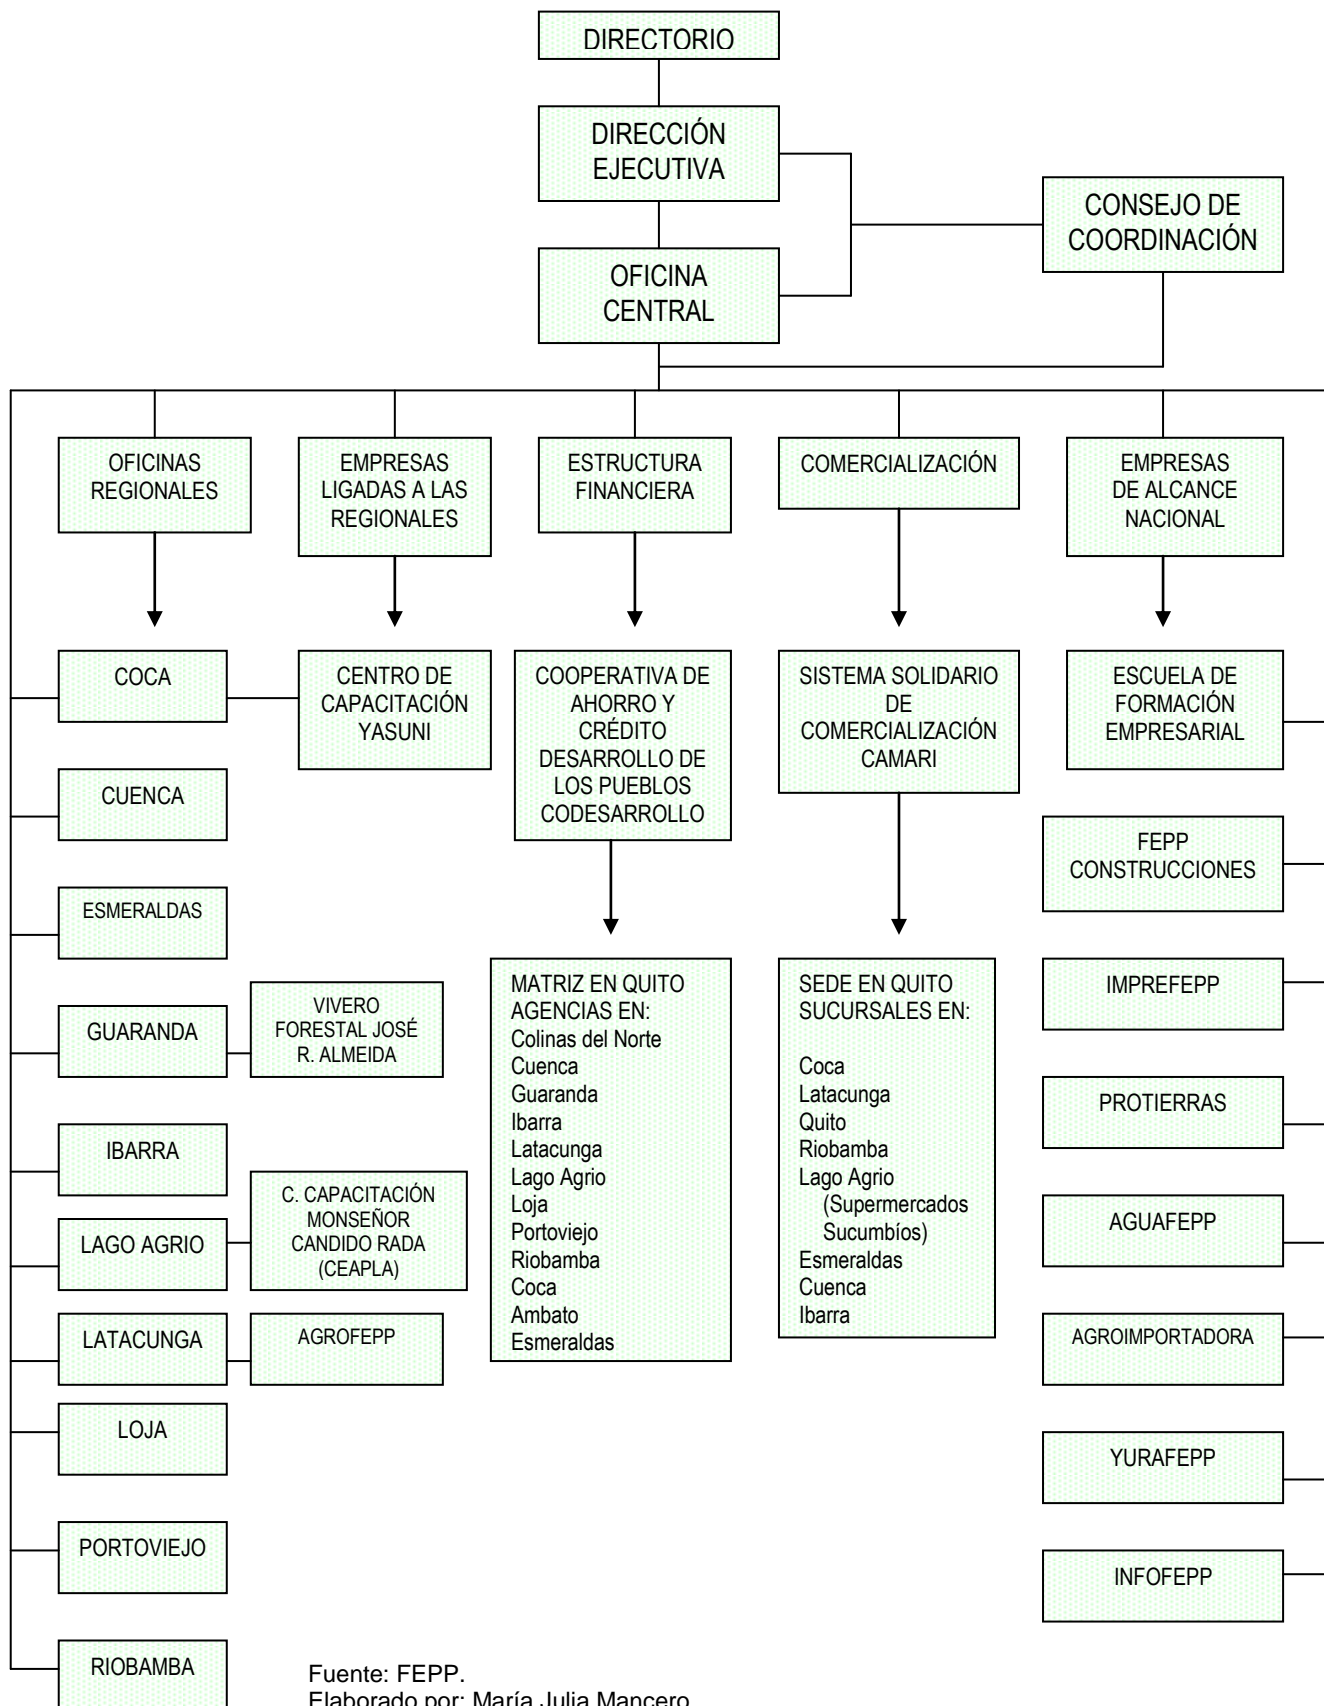 DIRECTORIO
DIRECCIÓN
EJECUTIVA
CONSEJO DE
COORDINACIÓN
OFICINA
CENTRAL
OFICINAS
REGIONALES
EMPRESAS
LIGADAS A LAS
REGIONALES
ESTRUCTURA
FINANCIERA
COMERCIALIZACIÓN
EMPRESAS
DE ALCANCE
NACIONAL
COCA
CENTRO DE
CAPACITACIÓN
YASUNI
COOPERATIVA DE
AHORRO Y
CRÉDITO
DESARROLLO DE
LOS PUEBLOS
CODESARROLLO
SISTEMA SOLIDARIO
DE
COMERCIALIZACIÓN
CAMARI
ESCUELA DE
FORMACIÓN
EMPRESARIAL
CUENCA
FEPP
CONSTRUCCIONES
ESMERALDAS
GUARANDA
VIVERO
FORESTAL JOSÉ
R. ALMEIDA
MATRIZ EN QUITO
AGENCIAS EN:
Colinas del Norte
Cuenca
Guaranda
Ibarra
Latacunga
Lago Agrio
Loja
Portoviejo
Riobamba
Coca
Ambato
Esmeraldas
SEDE EN QUITO
SUCURSALES EN:
Coca
Latacunga
Quito
Riobamba
Lago Agrio
(Supermercados
Sucumbíos)
Esmeraldas
Cuenca
Ibarra
IMPREFEPP
PROTIERRAS
IBARRA
C. CAPACITACIÓN
MONSEÑOR
CANDIDO RADA
(CEAPLA)
LAGO AGRIO
AGUAFEPP
LATACUNGA
AGROFEPP
AGROIMPORTADORA
LOJA
YURAFEPP
PORTOVIEJO
INFOFEPP
RIOBAMBA
Fuente: FEPP.
Elaborado por: María Julia Mancero